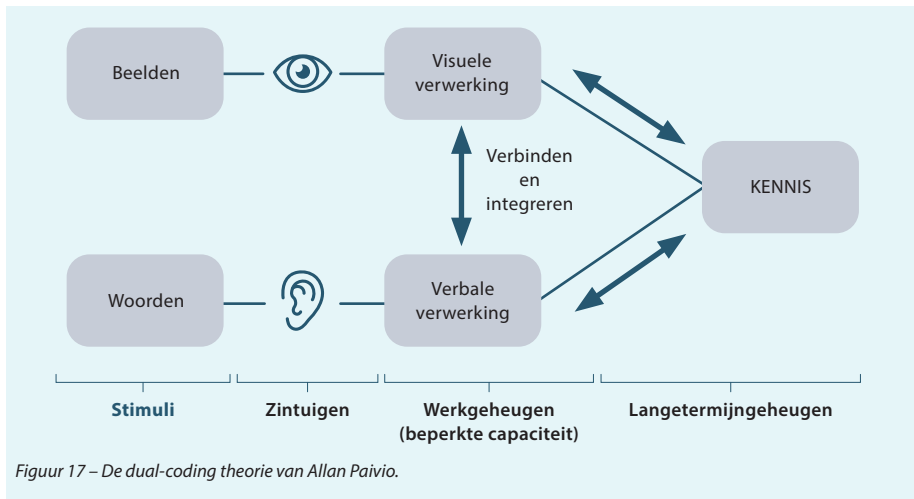 Beelden
Visuele
verwerking
Verbinden
en
integreren
KENNIS
Woorden
Verbale
verwerking
Stimuli
Zintuigen
Werkgeheugen
(beperkte capaciteit)
Langetermijngeheugen
Figuur 17 – De dual-coding theorie van Allan Paivio.